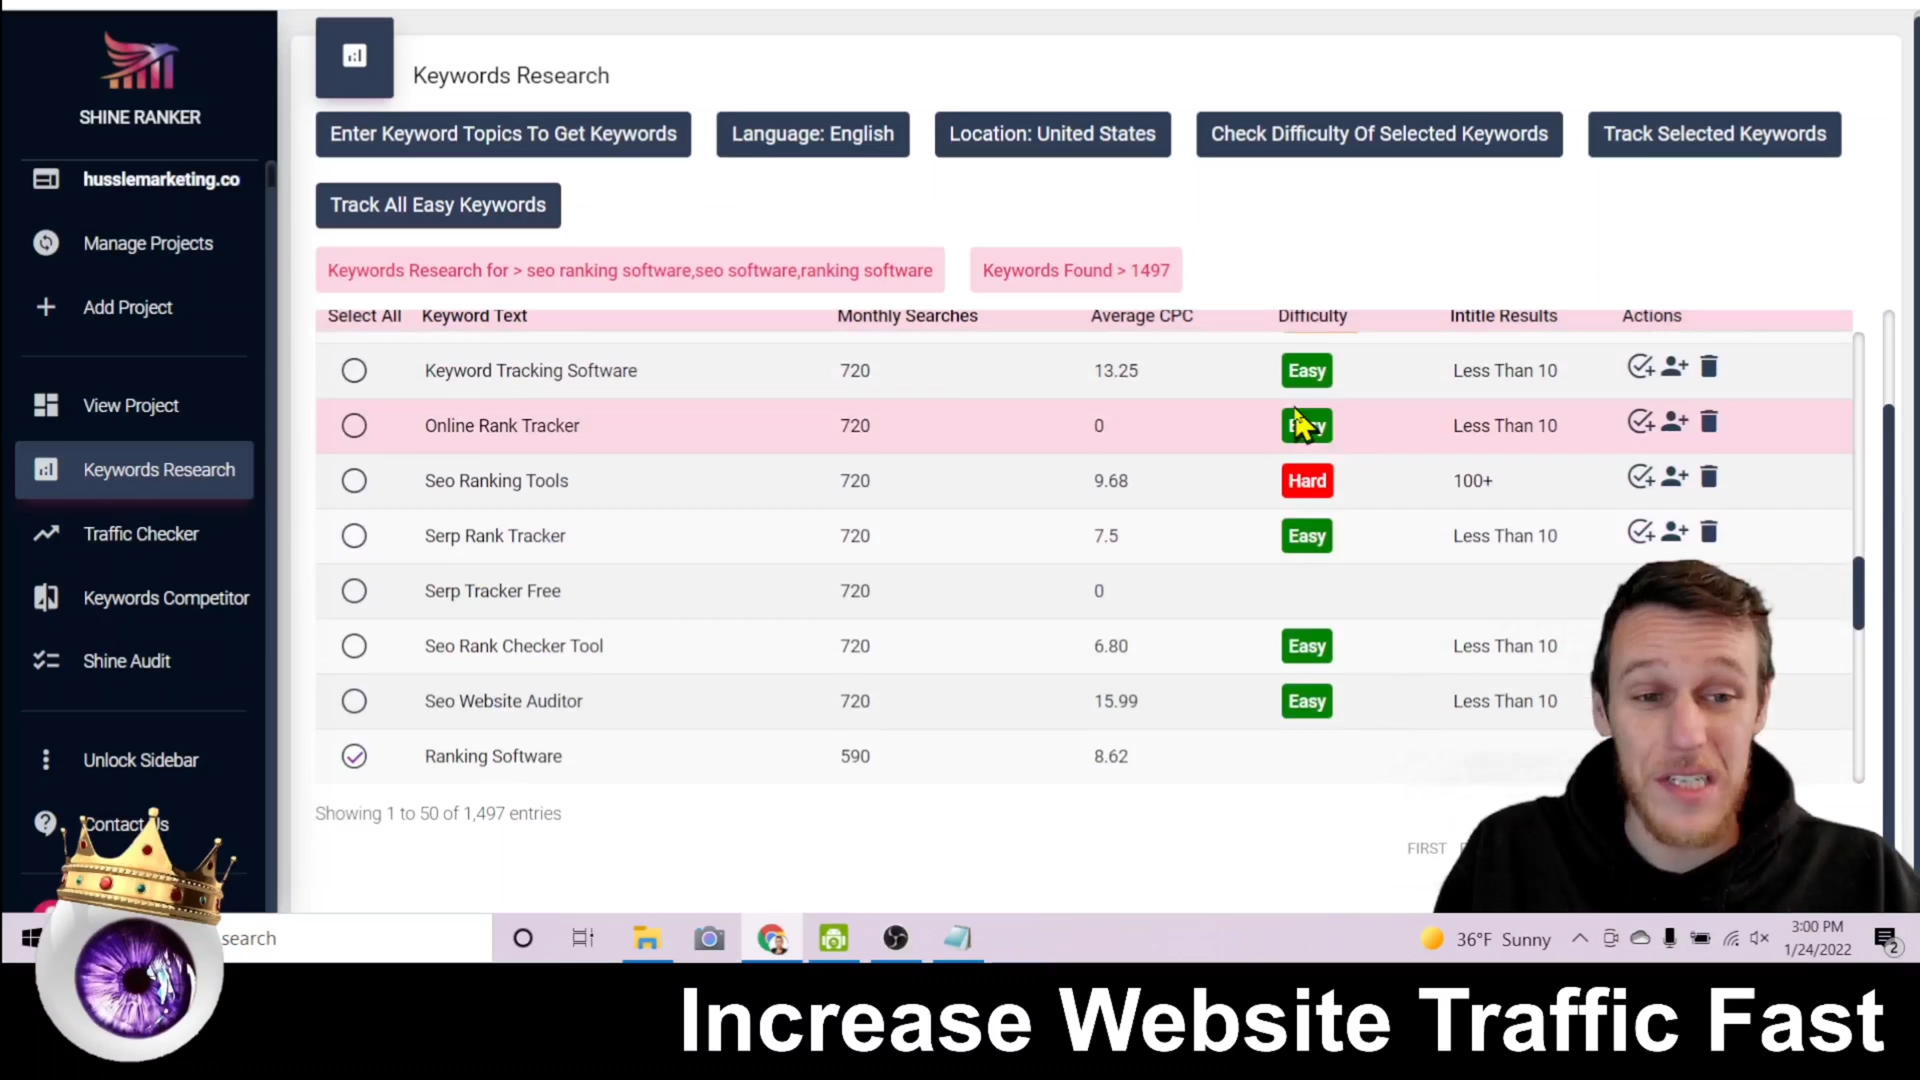 SHINE RANKER
husslemarketing.co
Manage Projects
Add Project
View Project
Keywords Research
Traffic Checker
Keywords Competitor
Shine Audit
Unlock Sidebar
Contact Us
Keywords Research
Enter Keyword Topics To Get Keywords
Language: English
Location: United States
Check Difficulty Of Selected Keywords
Track Selected Keywords
Track All Easy Keywords
Keywords Research for > seo ranking software,seo software,ranking software
Keywords Found > 1497
Select All Keyword Text Monthly Searches Average CPC Difficulty Intitle Results Actions
Keyword Tracking Software 720 13.25 Easy Less Than 10
Online Rank Tracker 720 0 Less Than 10
Seo Ranking Tools 720 9.68 Hard 100+
Serp Rank Tracker 720 7.5 Easy Less Than 10
Serp Tracker Free 720 0
Seo Rank Checker Tool 720 6.80 Easy Less Than 10
Seo Website Auditor 720 15.99 Easy Less Than 10
Ranking Software 590 8.62
Showing 1 to 50 of 1,497 entries
FIRST
search
36°F Sunny
3:00 PM
1/24/2022
2
Increase Website Traffic Fast